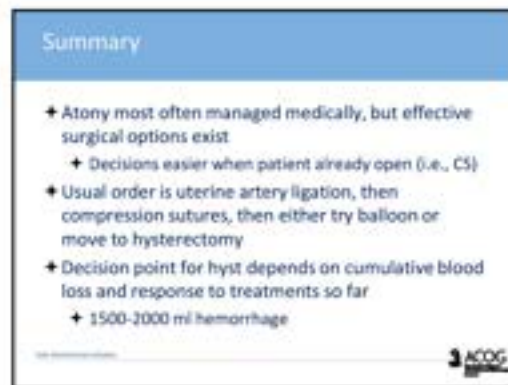 Summary
Atony most often managed medically, but effective
surgical options exist
Decisions easier when patient already open (i.e., CS)
Usual order is uterine artery ligation, then
compression sutures, then either try balloon or
move to hysterectomy
Decision point for hyst depends on cumulative blood
loss and response to treatments so far
1500-2000 ml hemorrhage
ACOG